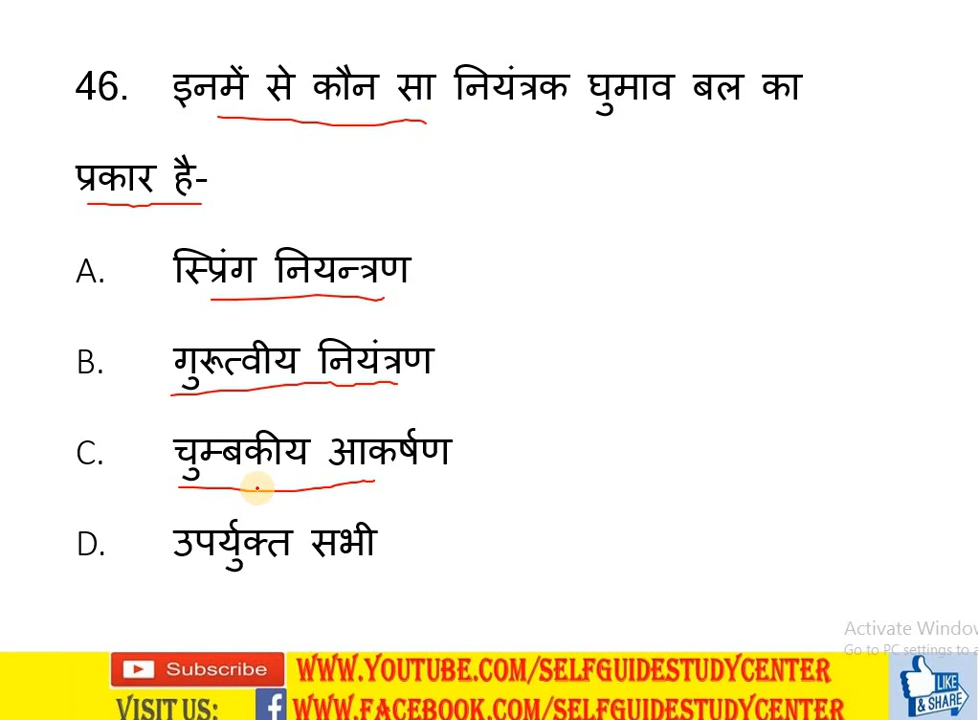 46. इनमें से कौन सा नियंत्रक घुमाव बल का
प्रकार है-
A. स्प्रिंग नियन्त्रण
B. गुरूत्वीय नियंत्रण
C. चुम्बकीय आकर्षण
D. उपर्युक्त सभी
Activate Window
Go to PC settings to a
Subscribe WWW.YOUTUBE.COM/SELFGUIDESTUDYCENTER
LIKE
& SHARE
VISIT US: f WWW.FACEBOOK.COM/SELFGUIDESTUDYCENTER